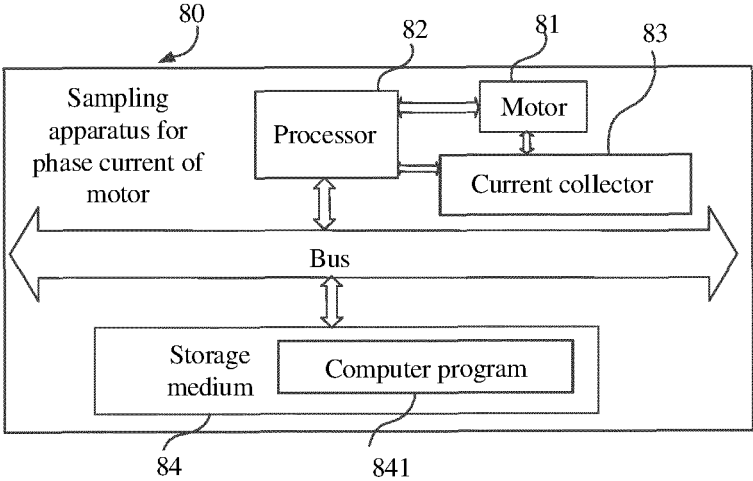 80
82
81
83
Sampling
apparatus for
phase current of
motor
Processor
Motor
Current collector
Bus
Storage
medium
Computer program
84
841